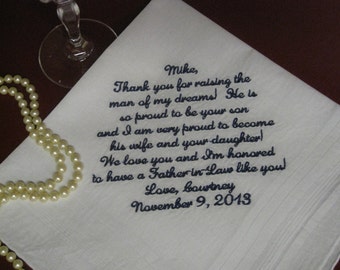 Mike,
Thank you for raising the
man of my dreams! He is
so proud to be your son
and I am very proud to become
his wife and your daughter!
We love you and I'm honored
to have a Father-in-Law like you!
Love, Courtney
November 9, 2013